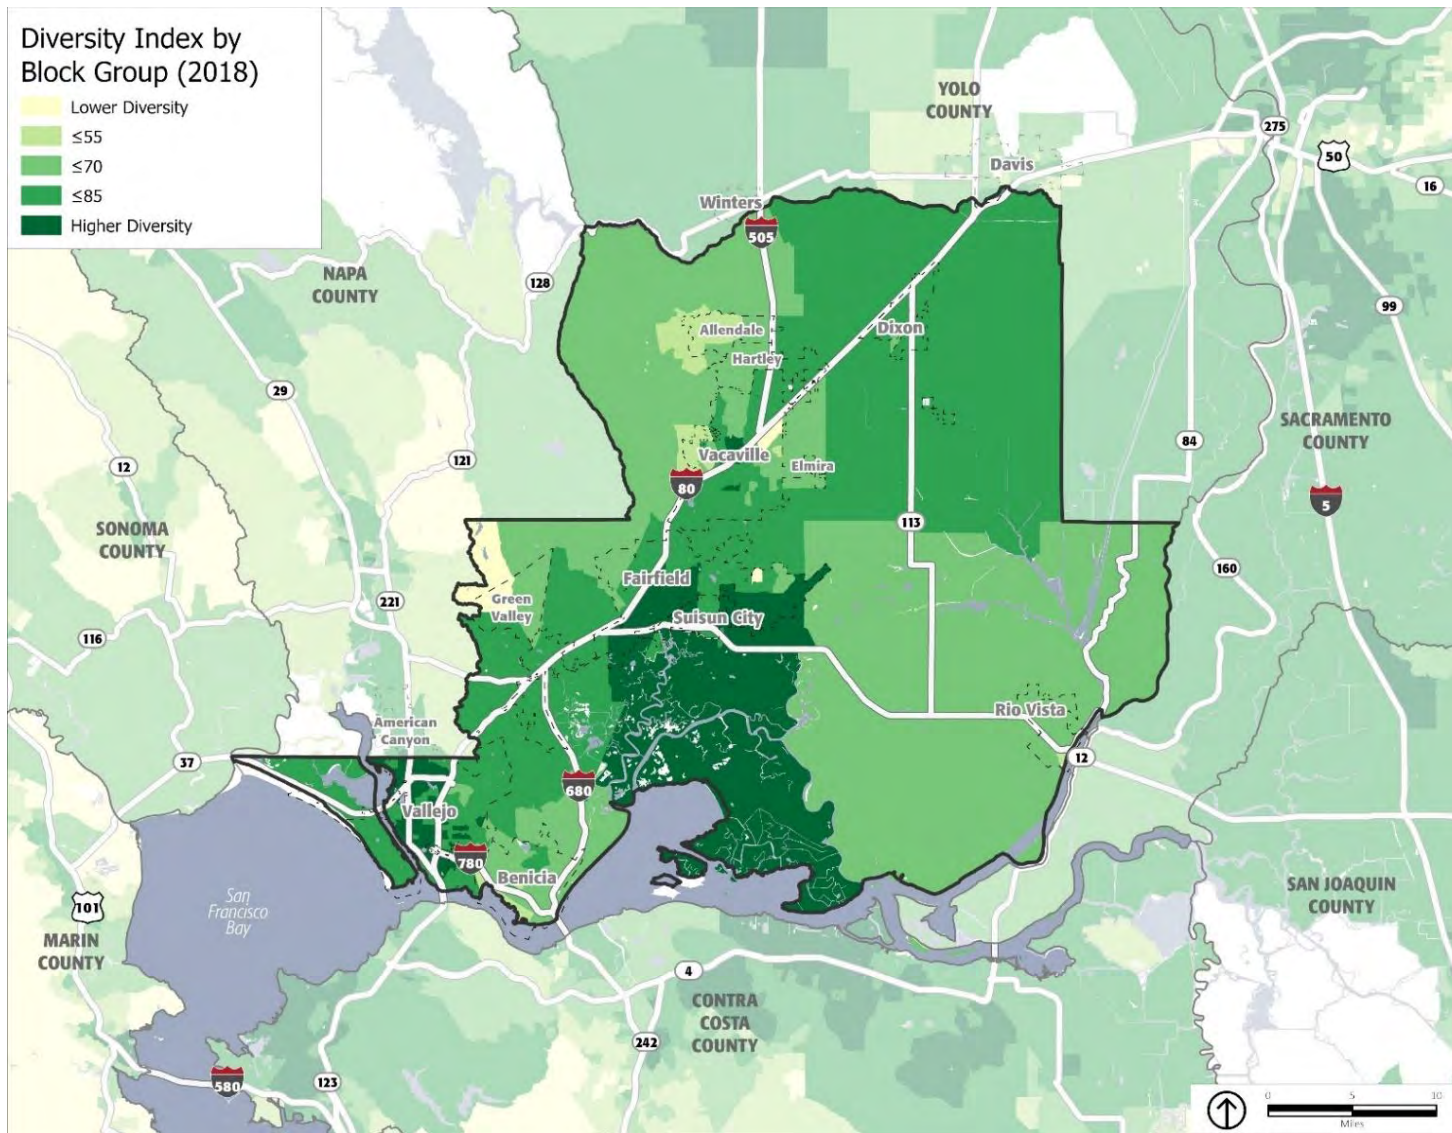 Diversity Index by
Block Group (2018)
Lower Diversity
≤55
≤70
≤85
Higher Diversity
YOLO
COUNTY
Davis
275
50
16
Winters
505
NAPA
COUNTY
128
99
Allendale
Dixon
Hartley
29
SACRAMENTO
COUNTY
84
12
121
Vacaville
Elmira
80
5
SONOMA
COUNTY
113
160
Fairfield
Green
Valley
221
Suisun City
116
Rio Vista
American
Canyon
12
37
680
Vallejo
780
Benicia
San
Francisco
Bay
101
SAN JOAQUIN
COUNTY
MARIN
COUNTY
4
CONTRA
COSTA
COUNTY
242
580
123
0 5 10
Miles